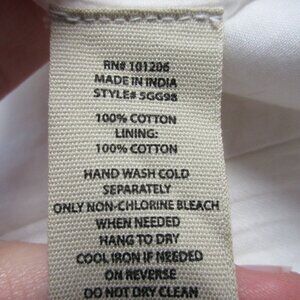 RN# 101206
MADE IN INDIA
STYLE# 5GG98
100% COTTON
LINING:
100% COTTON
HAND WASH COLD
SEPARATELY
ONLY NON-CHLORINE BLEACH
WHEN NEEDED
HANG TO DRY
COOL IRON IF NEEDED
ON REVERSE
DO NOT DRY CLEAN